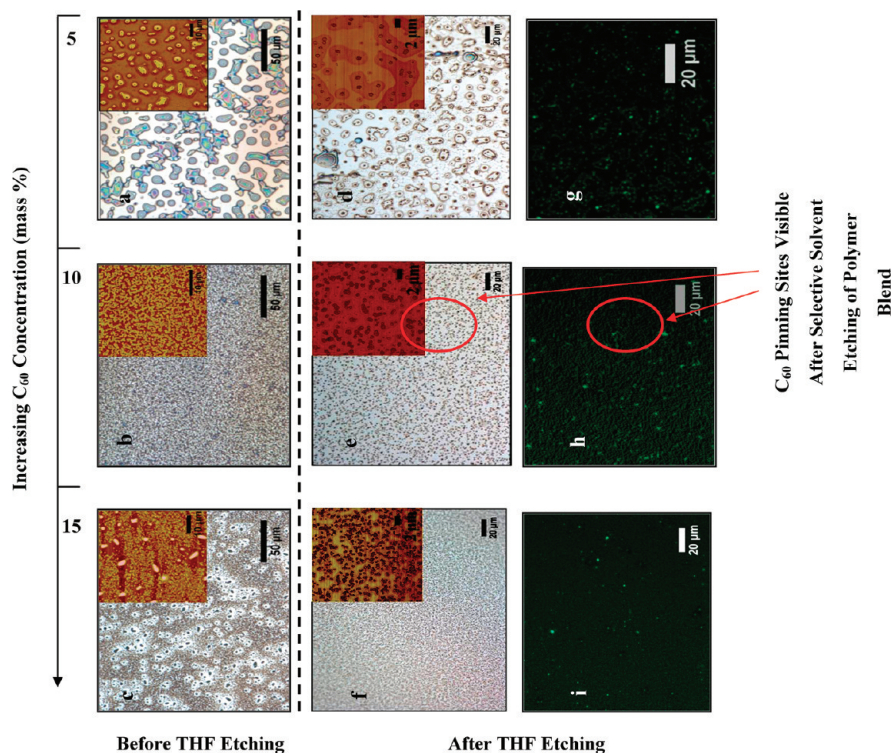 Increasing C₆₀ Concentration (mass %)
5
10
15
a
50 µm
b
50 µm
c
50 µm
d
2 µm
20 µm
e
2 µm
20 µm
f
20 µm
g
20 µm
h
20 µm
i
20 µm
Before THF Etching
After THF Etching
C₆₀ Pinning Sites Visible
After Selective Solvent
Etching of Polymer
Blend